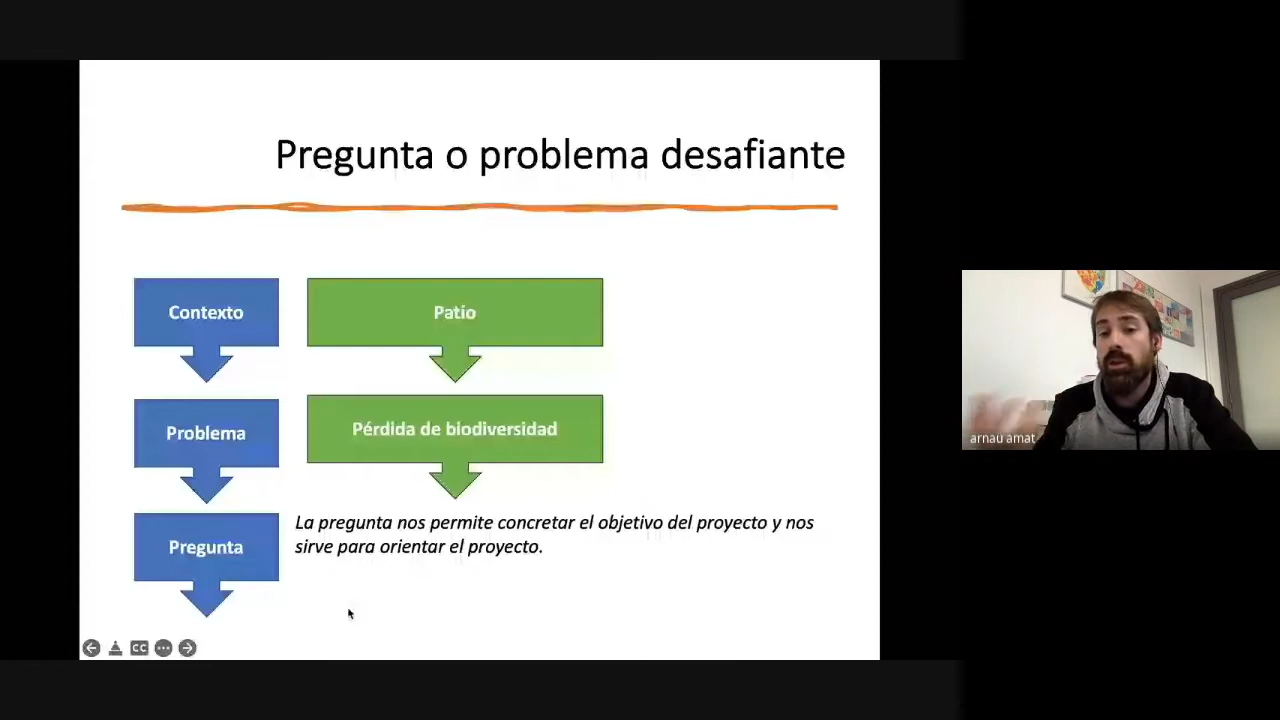 Pregunta o problema desafiante
Contexto
Patio
Problema
Pérdida de biodiversidad
Pregunta
La pregunta nos permite concretar el objetivo del proyecto y nos
sirve para orientar el proyecto.
CC
arnau amat